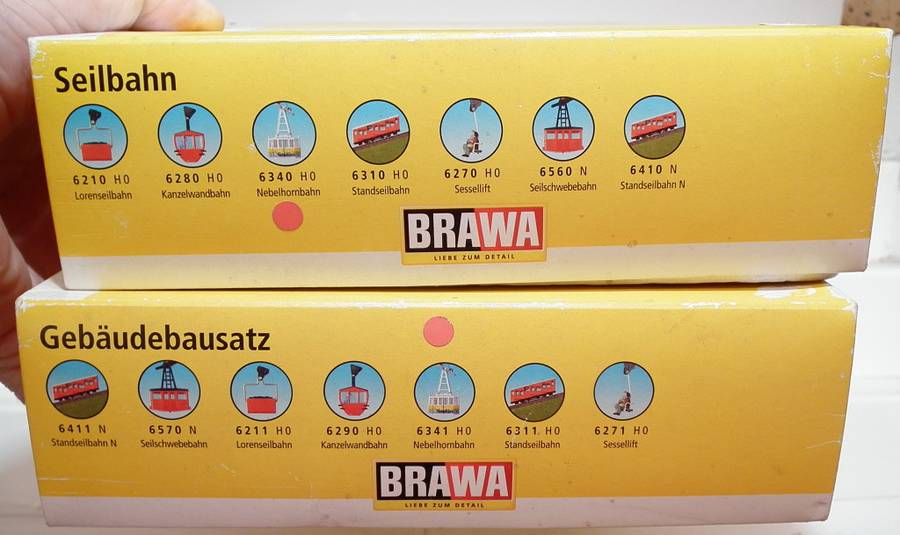 Seilbahn
6210 H0 6280 H0 6340 H0 6310 H0 6270 H0 6560 N 6410 N
Lorenseilbahn Kanzelwandbahn Nebelhornbahn Standseilbahn Sessellift Seilschwebebahn Standseilbahn N
BRAWA
LIEBE ZUM DETAIL
Gebäudebausatz
6411 N 6570 N 6211 H0 6290 H0 6341 H0 6311 H0 6271 H0
Standseilbahn N Seilschwebebahn Lorenseilbahn Kanzelwandbahn Nebelhornbahn Standseilbahn Sessellift
BRAWA
LIEBE ZUM DETAIL